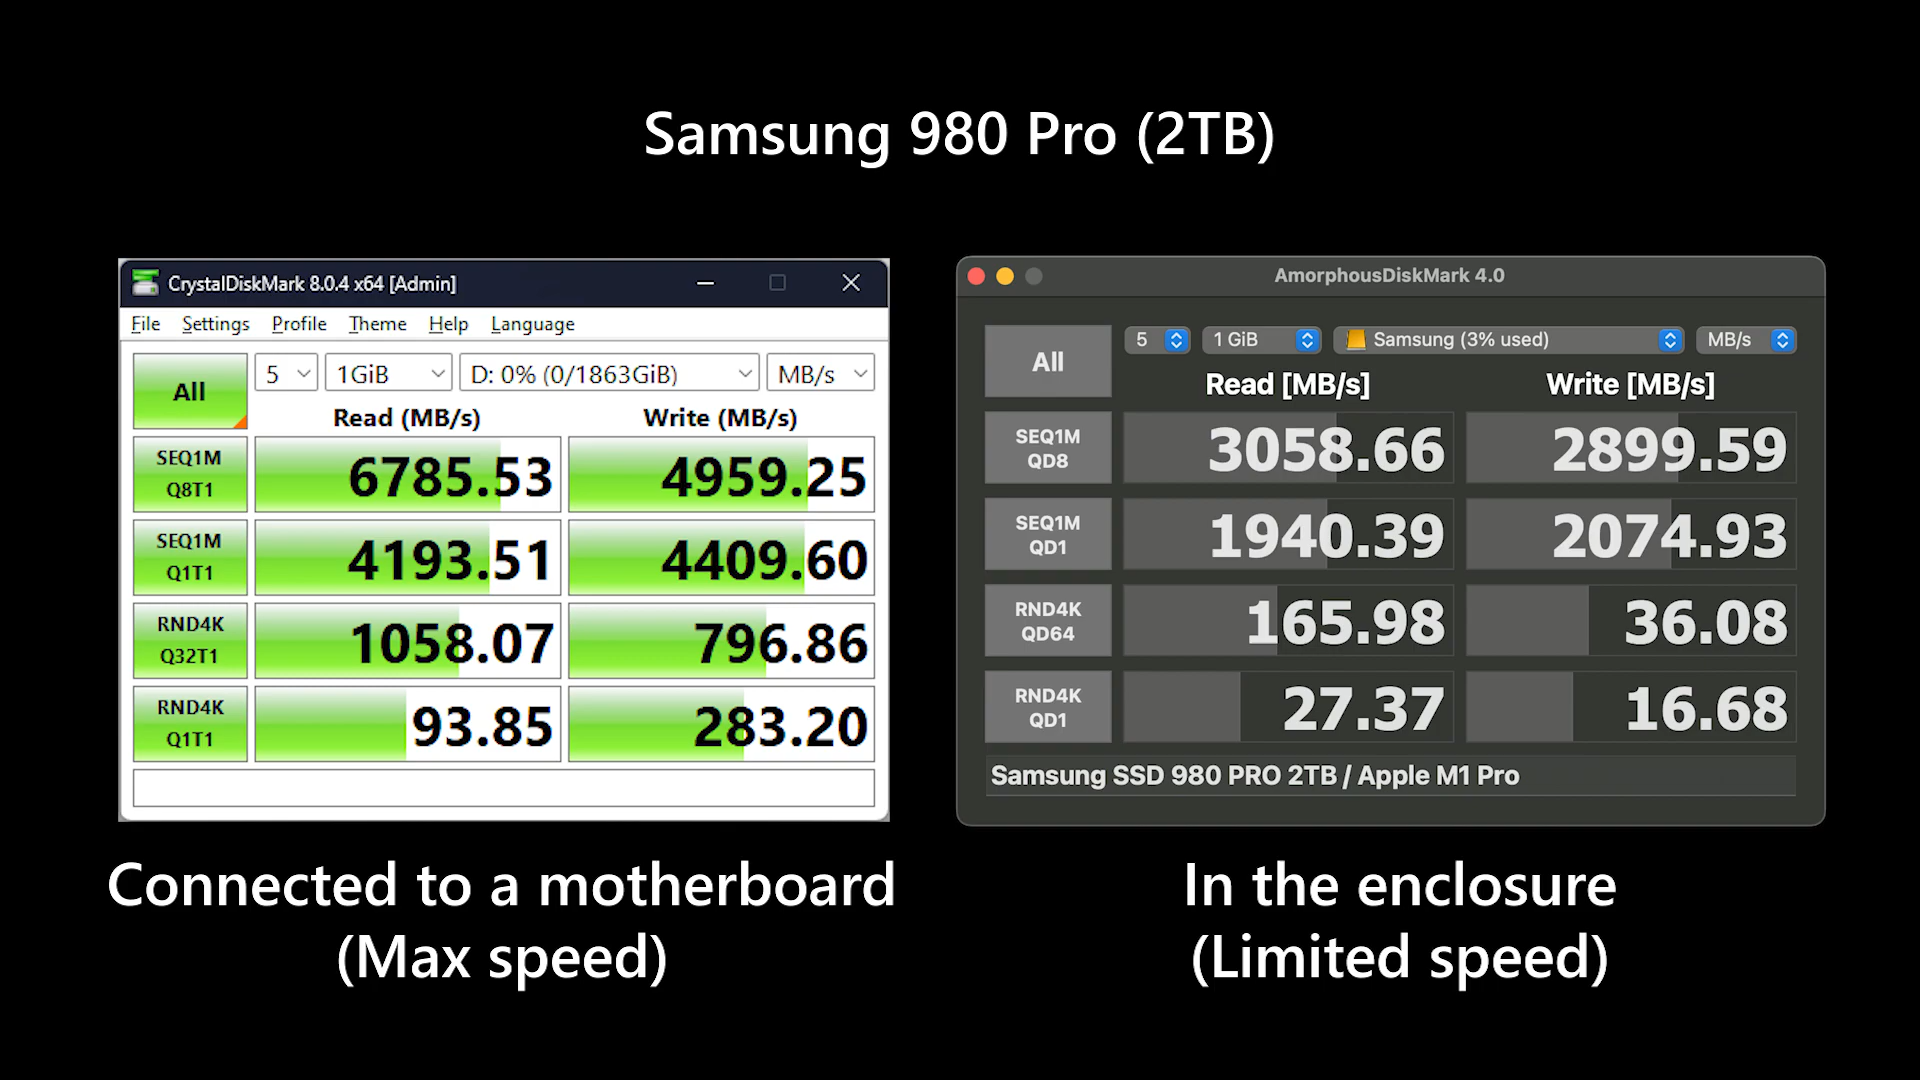 Samsung 980 Pro (2TB)
CrystalDiskMark 8.0.4 x64 [Admin]
File Settings Profile Theme Help Language
All 5 1GiB D: 0% (0/1863GiB) MB/s
Read (MB/s) Write (MB/s)
SEQ1M Q8T1 6785.53 4959.25
SEQ1M Q1T1 4193.51 4409.60
RND4K Q32T1 1058.07 796.86
RND4K Q1T1 93.85 283.20
Connected to a motherboard
(Max speed)
AmorphousDiskMark 4.0
All 5 1 GiB Samsung (3% used) MB/s
Read [MB/s] Write [MB/s]
SEQ1M QD8 3058.66 2899.59
SEQ1M QD1 1940.39 2074.93
RND4K QD64 165.98 36.08
RND4K QD1 27.37 16.68
Samsung SSD 980 PRO 2TB / Apple M1 Pro
In the enclosure
(Limited speed)